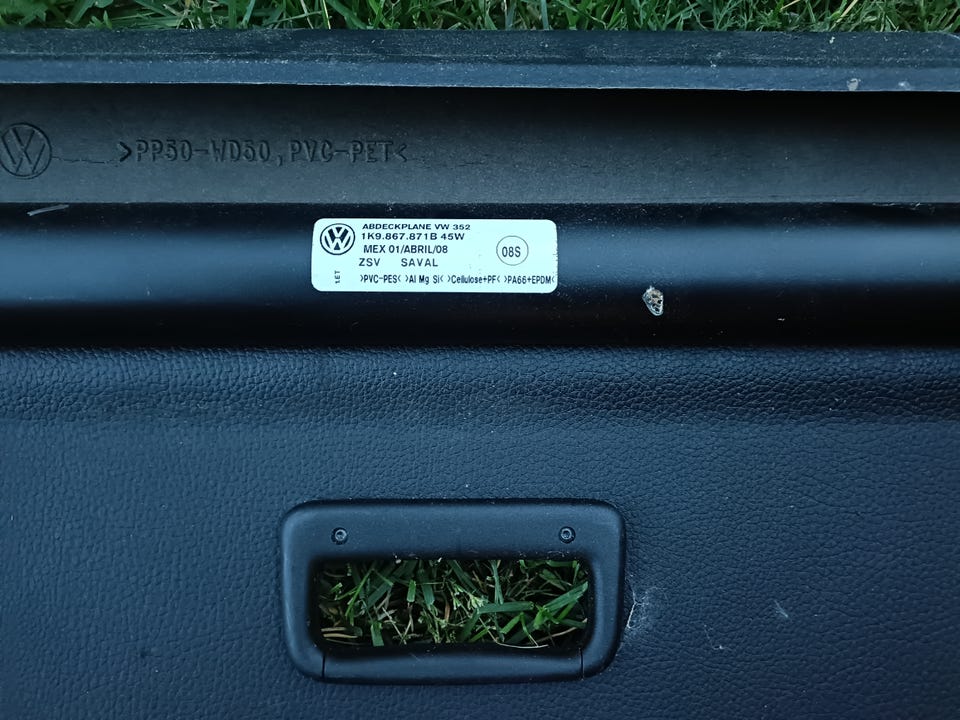 >PP50-WD50,PVC-PET<
ABDECKPLANE VW 352
1K9.867.871B 45W
MEX 01/ABRIL/08
08S
ZSV SAVAL
>PVC-PES< >Al Mg Si< >Cellulose+PF< >PA66+EPDM<